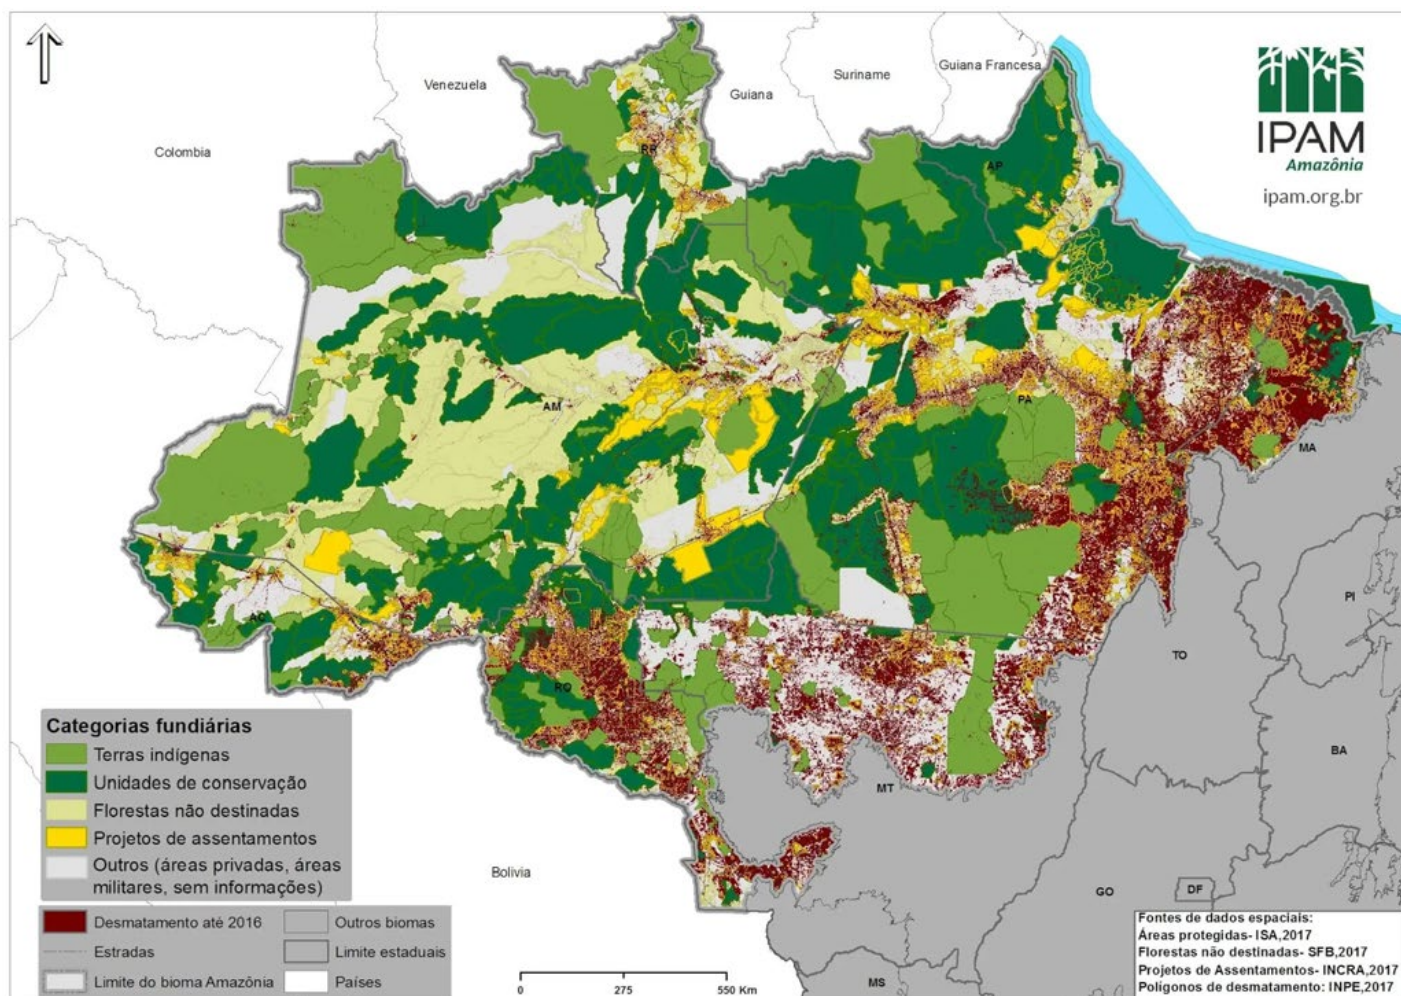 Venezuela
Guiana
Suriname
Guiana Francesa
Colombia
IPAM
Amazônia
ipam.org.br
RR
AP
AM
PA
MA
AC
RO
MT
TO
PI
BA
GO
DF
MS
Bolivia
Categorias fundiárias
Terras indígenas
Unidades de conservação
Florestas não destinadas
Projetos de assentamentos
Outros (áreas privadas, áreas
militares, sem informações)
Desmatamento até 2016
Outros biomas
Estradas
Limite estaduais
Limite do bioma Amazônia
Países
0 275 550 Km
Fontes de dados espaciais:
Áreas protegidas- ISA,2017
Florestas não destinadas- SFB,2017
Projetos de Assentamentos- INCRA,2017
Polígonos de desmatamento: INPE,2017